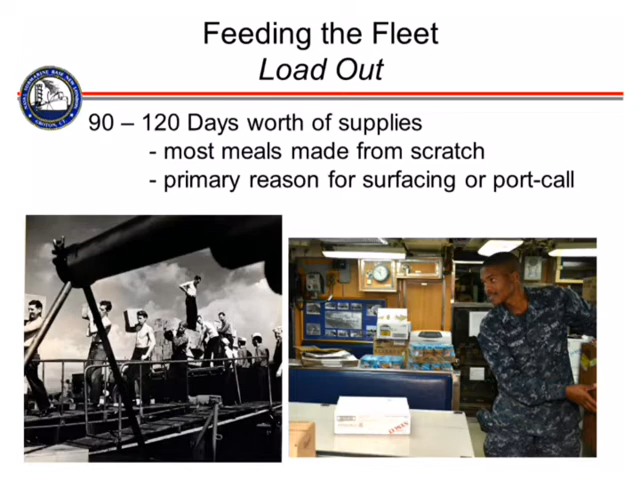 Feeding the Fleet
Load Out
90 – 120 Days worth of supplies
- most meals made from scratch
- primary reason for surfacing or port-call